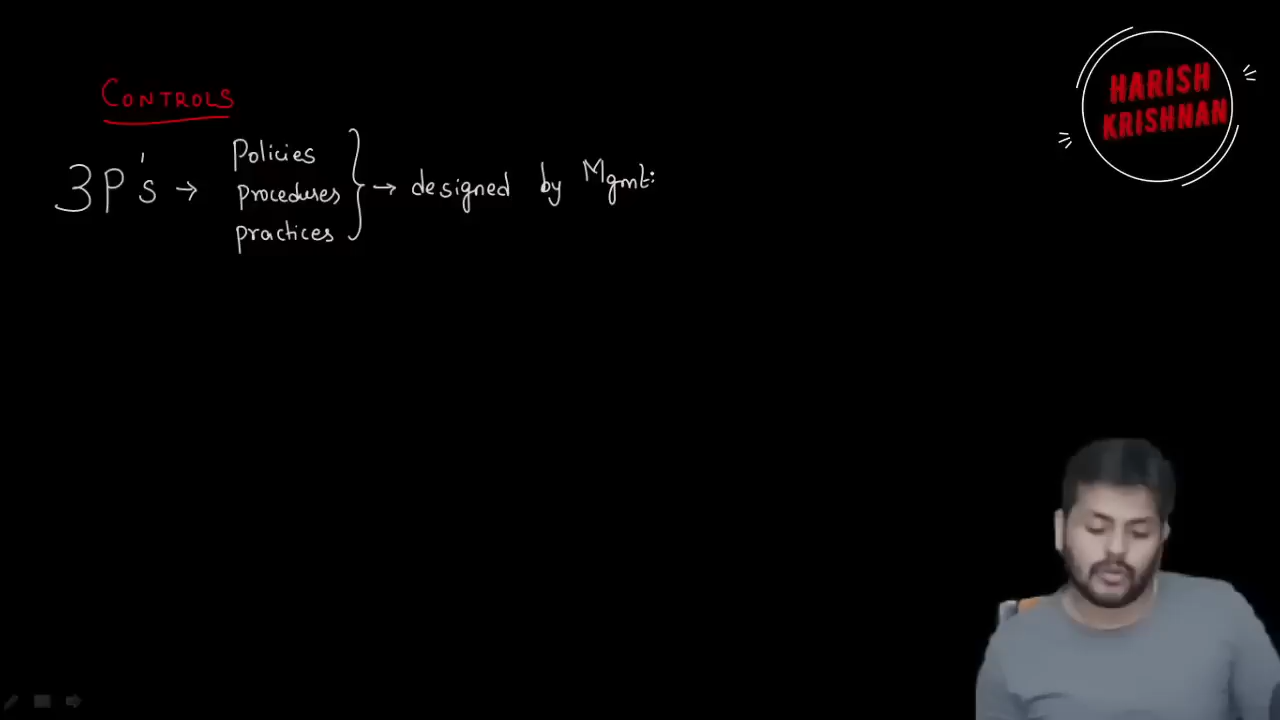 CONTROLS
3P's → Policies
procedures
practices
→ designed by Mgmt.
HARISH
KRISHNAN